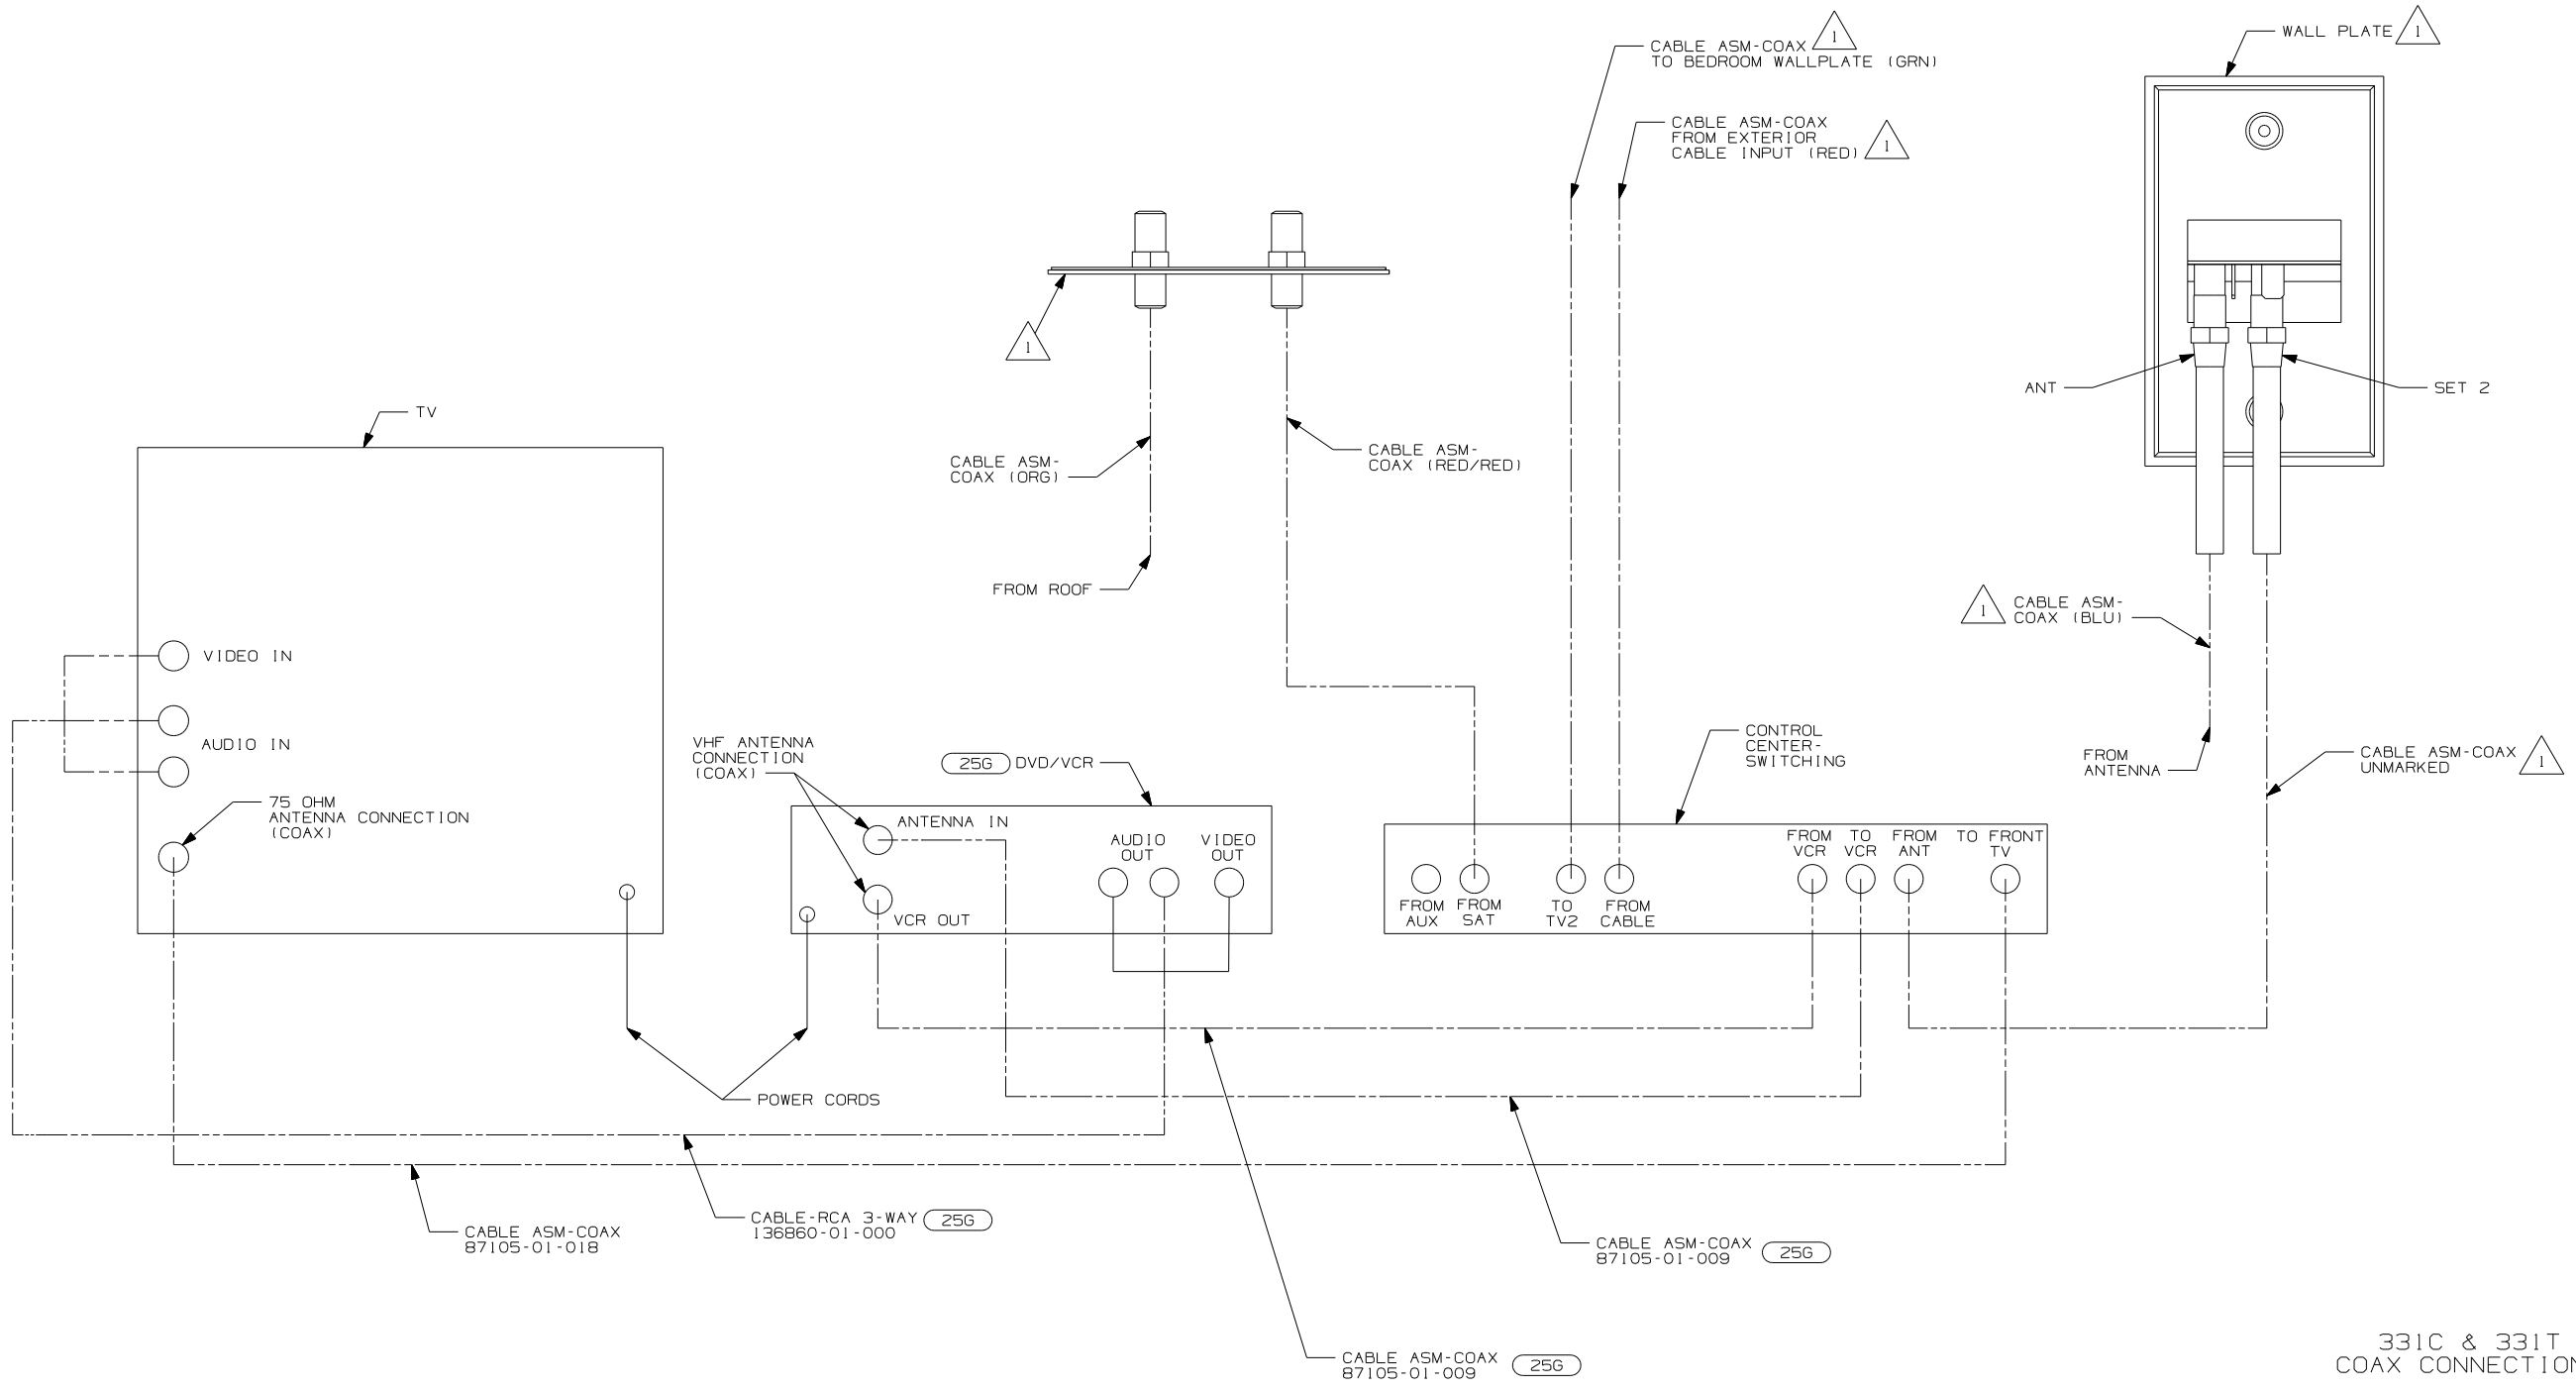 CABLE ASM-COAX 1
TO BEDROOM WALLPLATE (GRN)
WALL PLATE 1
CABLE ASM-COAX
FROM EXTERIOR
CABLE INPUT (RED) 1
1
ANT
SET 2
TV
CABLE ASM-
COAX (ORG)
CABLE ASM-
COAX (RED/RED)
FROM ROOF
1 CABLE ASM-
COAX (BLU)
VIDEO IN
AUDIO IN
VHF ANTENNA
CONNECTION
(COAX)
25G DVD/VCR
CONTROL
CENTER-
SWITCHING
FROM
ANTENNA
CABLE ASM-COAX 1
UNMARKED
75 OHM
ANTENNA CONNECTION
(COAX)
ANTENNA IN
VCR OUT
AUDIO
OUT
VIDEO
OUT
FROM
VCR
TO
VCR
FROM
ANT
TO FRONT
TV
FROM
AUX
FROM
SAT
TO
TV2
FROM
CABLE
POWER CORDS
CABLE ASM-COAX
87105-01-018
CABLE-RCA 3-WAY 25G
136860-01-000
CABLE ASM-COAX 25G
87105-01-009
CABLE ASM-COAX 25G
87105-01-009
331C & 331T
COAX CONNECTION